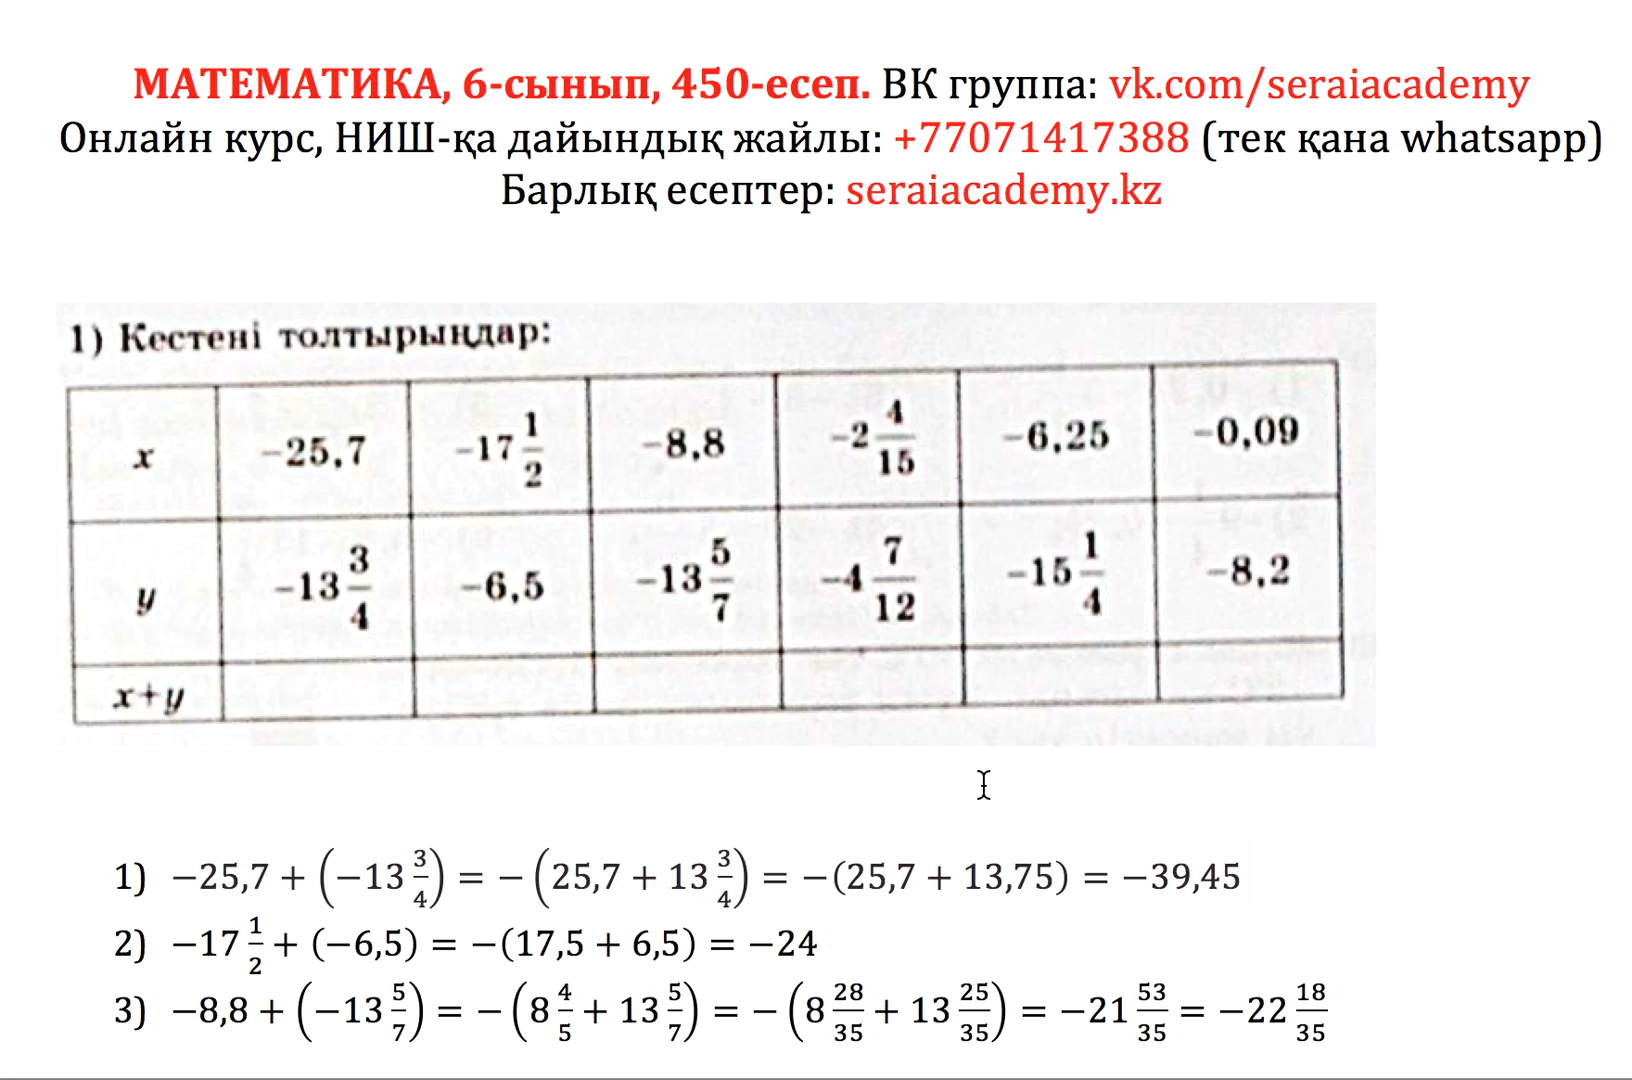 МАТЕМАТИКА, 6-сынып, 450-есеп. ВК группа: vk.com/seraiacademy
Онлайн курс, НИШ-қа дайындық жайлы: +77071417388 (тек қана whatsapp)
Барлық есептер: seraiacademy.kz
1) Кестені толтырыңдар:
x −25,7 −17 1/2 −8,8 −2 4/15 −6,25 −0,09
y −13 3/4 −6,5 −13 5/7 −4 7/12 −15 1/4 −8,2
x+y
1) −25,7 + (−13 3/4) = −(25,7 + 13 3/4) = −(25,7 + 13,75) = −39,45
2) −17 1/2 + (−6,5) = −(17,5 + 6,5) = −24
3) −8,8 + (−13 5/7) = −(8 4/5 + 13 5/7) = −(8 28/35 + 13 25/35) = −21 53/35 = −22 18/35